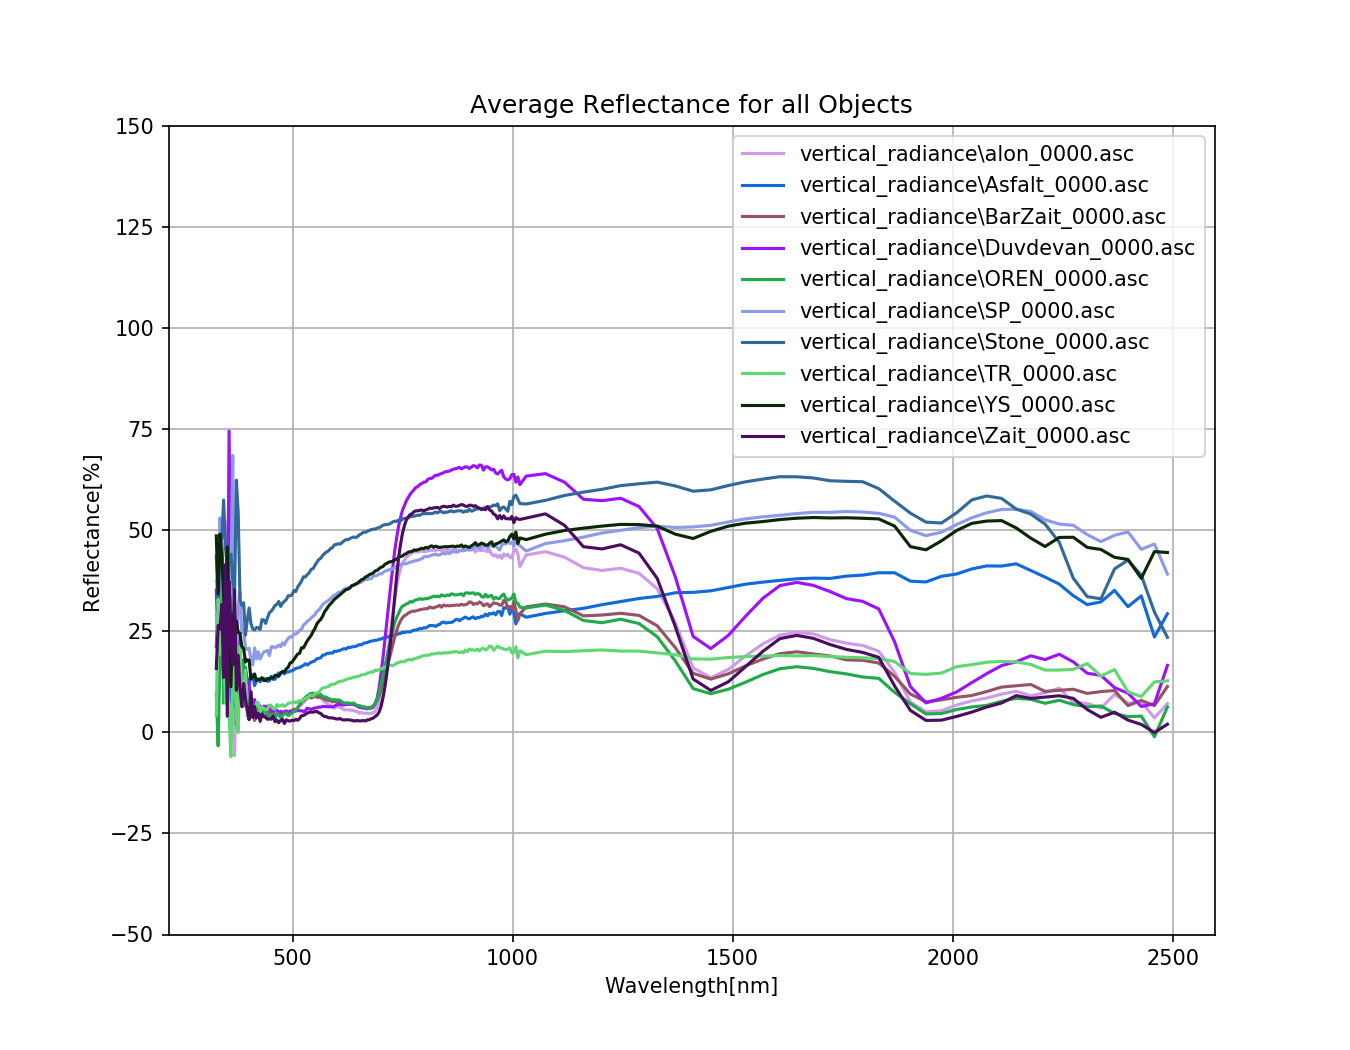 Average Reflectance for all Objects
150
125
100
75
50
25
0
−25
−50
Reflectance[%]
vertical_radiance\alon_0000.asc
vertical_radiance\Asfalt_0000.asc
vertical_radiance\BarZait_0000.asc
vertical_radiance\Duvdevan_0000.asc
vertical_radiance\OREN_0000.asc
vertical_radiance\SP_0000.asc
vertical_radiance\Stone_0000.asc
vertical_radiance\TR_0000.asc
vertical_radiance\YS_0000.asc
vertical_radiance\Zait_0000.asc
500 1000 1500 2000 2500
Wavelength[nm]